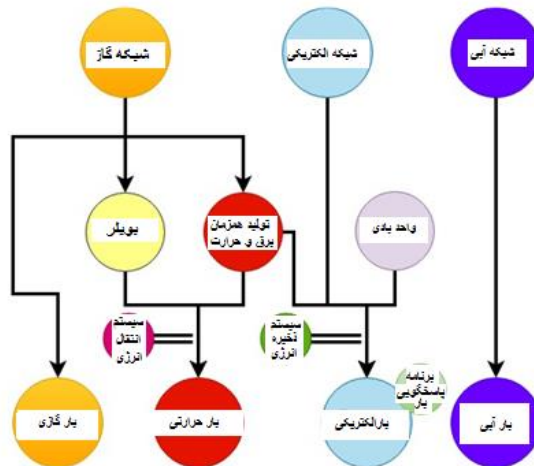 شبکه گاز
شبکه الکتریکی
شبکه آبی
بویلر
تولید همزمان
برق و حرارت
واحد بادی
سیستم
انتقال
انرژی
سیستم
ذخیره
انرژی
برنامه
پاسخگویی
بار
بار گازی
بار حرارتی
بارالکتریکی
بار آبی